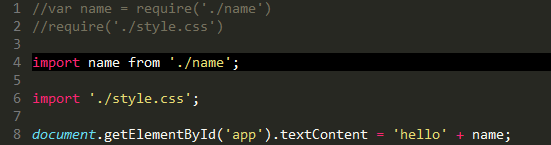 1 //var name = require('./name')
2 //require('./style.css')
3
4 import name from './name';
5
6 import './style.css';
7
8 document.getElementById('app').textContent = 'hello' + name;